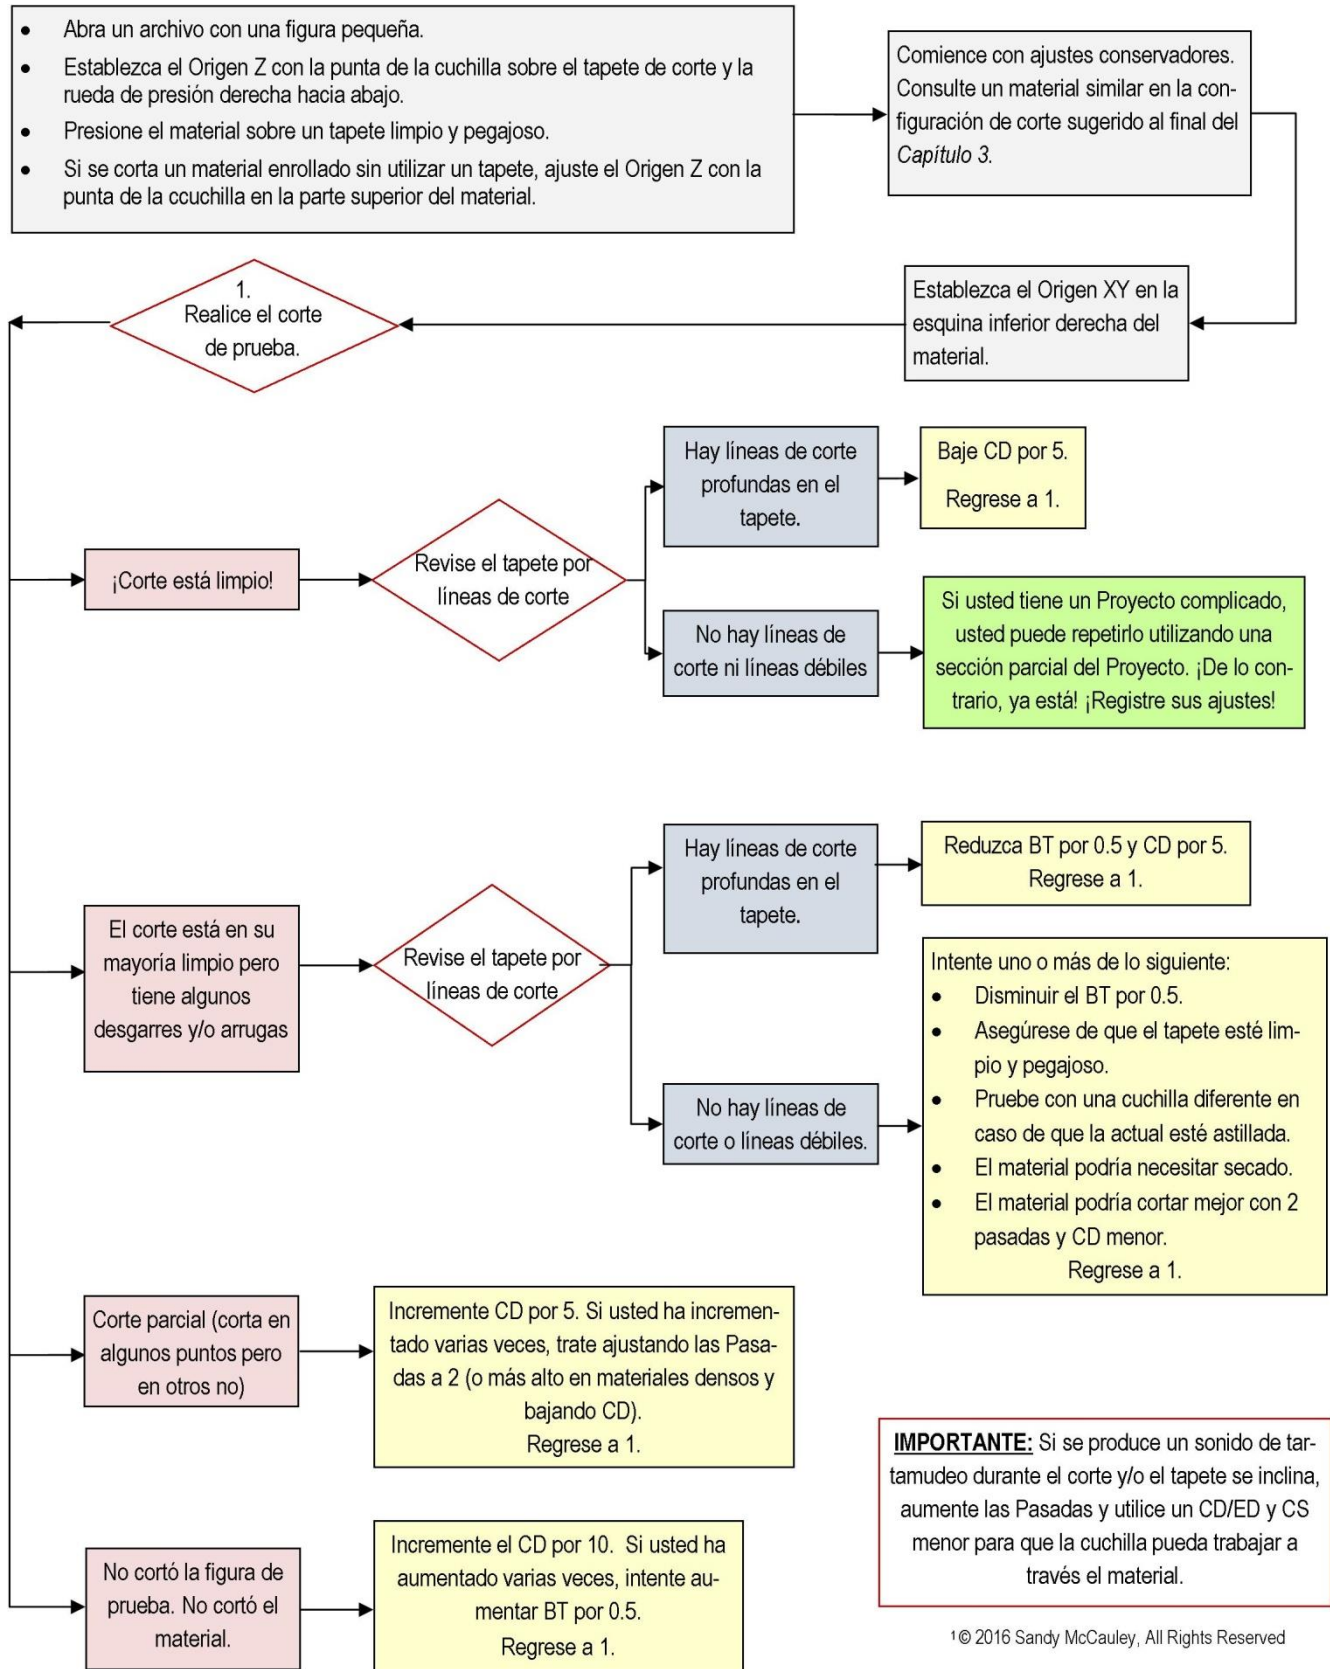 • Abra un archivo con una figura pequeña.
• Establezca el Origen Z con la punta de la cuchilla sobre el tapete de corte y la
rueda de presión derecha hacia abajo.
• Presione el material sobre un tapete limpio y pegajoso.
• Si se corta un material enrollado sin utilizar un tapete, ajuste el Origen Z con la
punta de la ccuchilla en la parte superior del material.
Comience con ajustes conservadores.
Consulte un material similar en la con-
figuración de corte sugerido al final del
Capítulo 3.
Establezca el Origen XY en la
esquina inferior derecha del
material.
1.
Realice el corte
de prueba.
¡Corte está limpio!
Revise el tapete por
líneas de corte
Hay líneas de corte
profundas en el
tapete.
Baje CD por 5.
Regrese a 1.
No hay líneas de
corte ni líneas débiles
Si usted tiene un Proyecto complicado,
usted puede repetirlo utilizando una
sección parcial del Proyecto. ¡De lo con-
trario, ya está! ¡Registre sus ajustes!
El corte está en su
mayoría limpio pero
tiene algunos
desgarres y/o arrugas
Revise el tapete por
líneas de corte
Hay líneas de corte
profundas en el
tapete.
Reduzca BT por 0.5 y CD por 5.
Regrese a 1.
No hay líneas de
corte o líneas débiles.
Intente uno o más de lo siguiente:
• Disminuir el BT por 0.5.
• Asegúrese de que el tapete esté lim-
pio y pegajoso.
• Pruebe con una cuchilla diferente en
caso de que la actual esté astillada.
• El material podría necesitar secado.
• El material podría cortar mejor con 2
pasadas y CD menor.
Regrese a 1.
Corte parcial (corta en
algunos puntos pero
en otros no)
Incremente CD por 5. Si usted ha incremen-
tado varias veces, trate ajustando las Pasa-
das a 2 (o más alto en materiales densos y
bajando CD).
Regrese a 1.
No cortó la figura de
prueba. No cortó el
material.
Incremente el CD por 10. Si usted ha
aumentado varias veces, intente au-
mentar BT por 0.5.
Regrese a 1.
IMPORTANTE: Si se produce un sonido de tar-
tamudeo durante el corte y/o el tapete se inclina,
aumente las Pasadas y utilice un CD/ED y CS
menor para que la cuchilla pueda trabajar a
través el material.
¹ © 2016 Sandy McCauley, All Rights Reserved